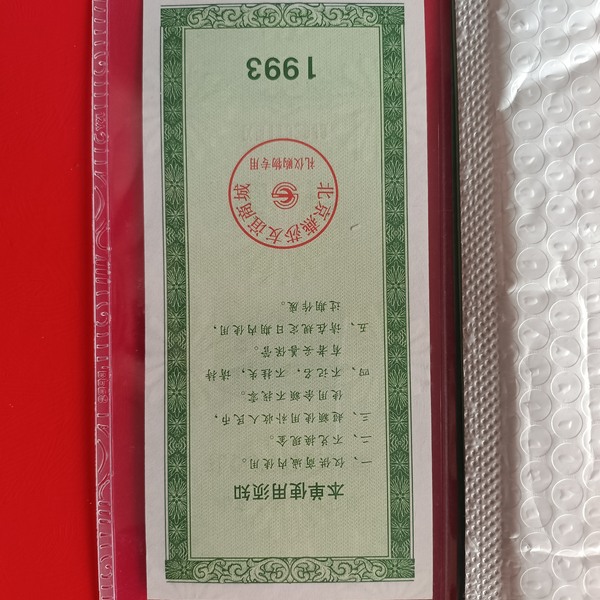 本单使用须知
一、仅供商城内使用。
二、不兑换金。
三、超额使用补收人民币，
使用余额不找零。
四、不记名，不挂失，请持
有者妥善保管。
五、请在规定日期内使用，
过期作废。
北京燕莎友谊商城
礼仪购物专用
1993